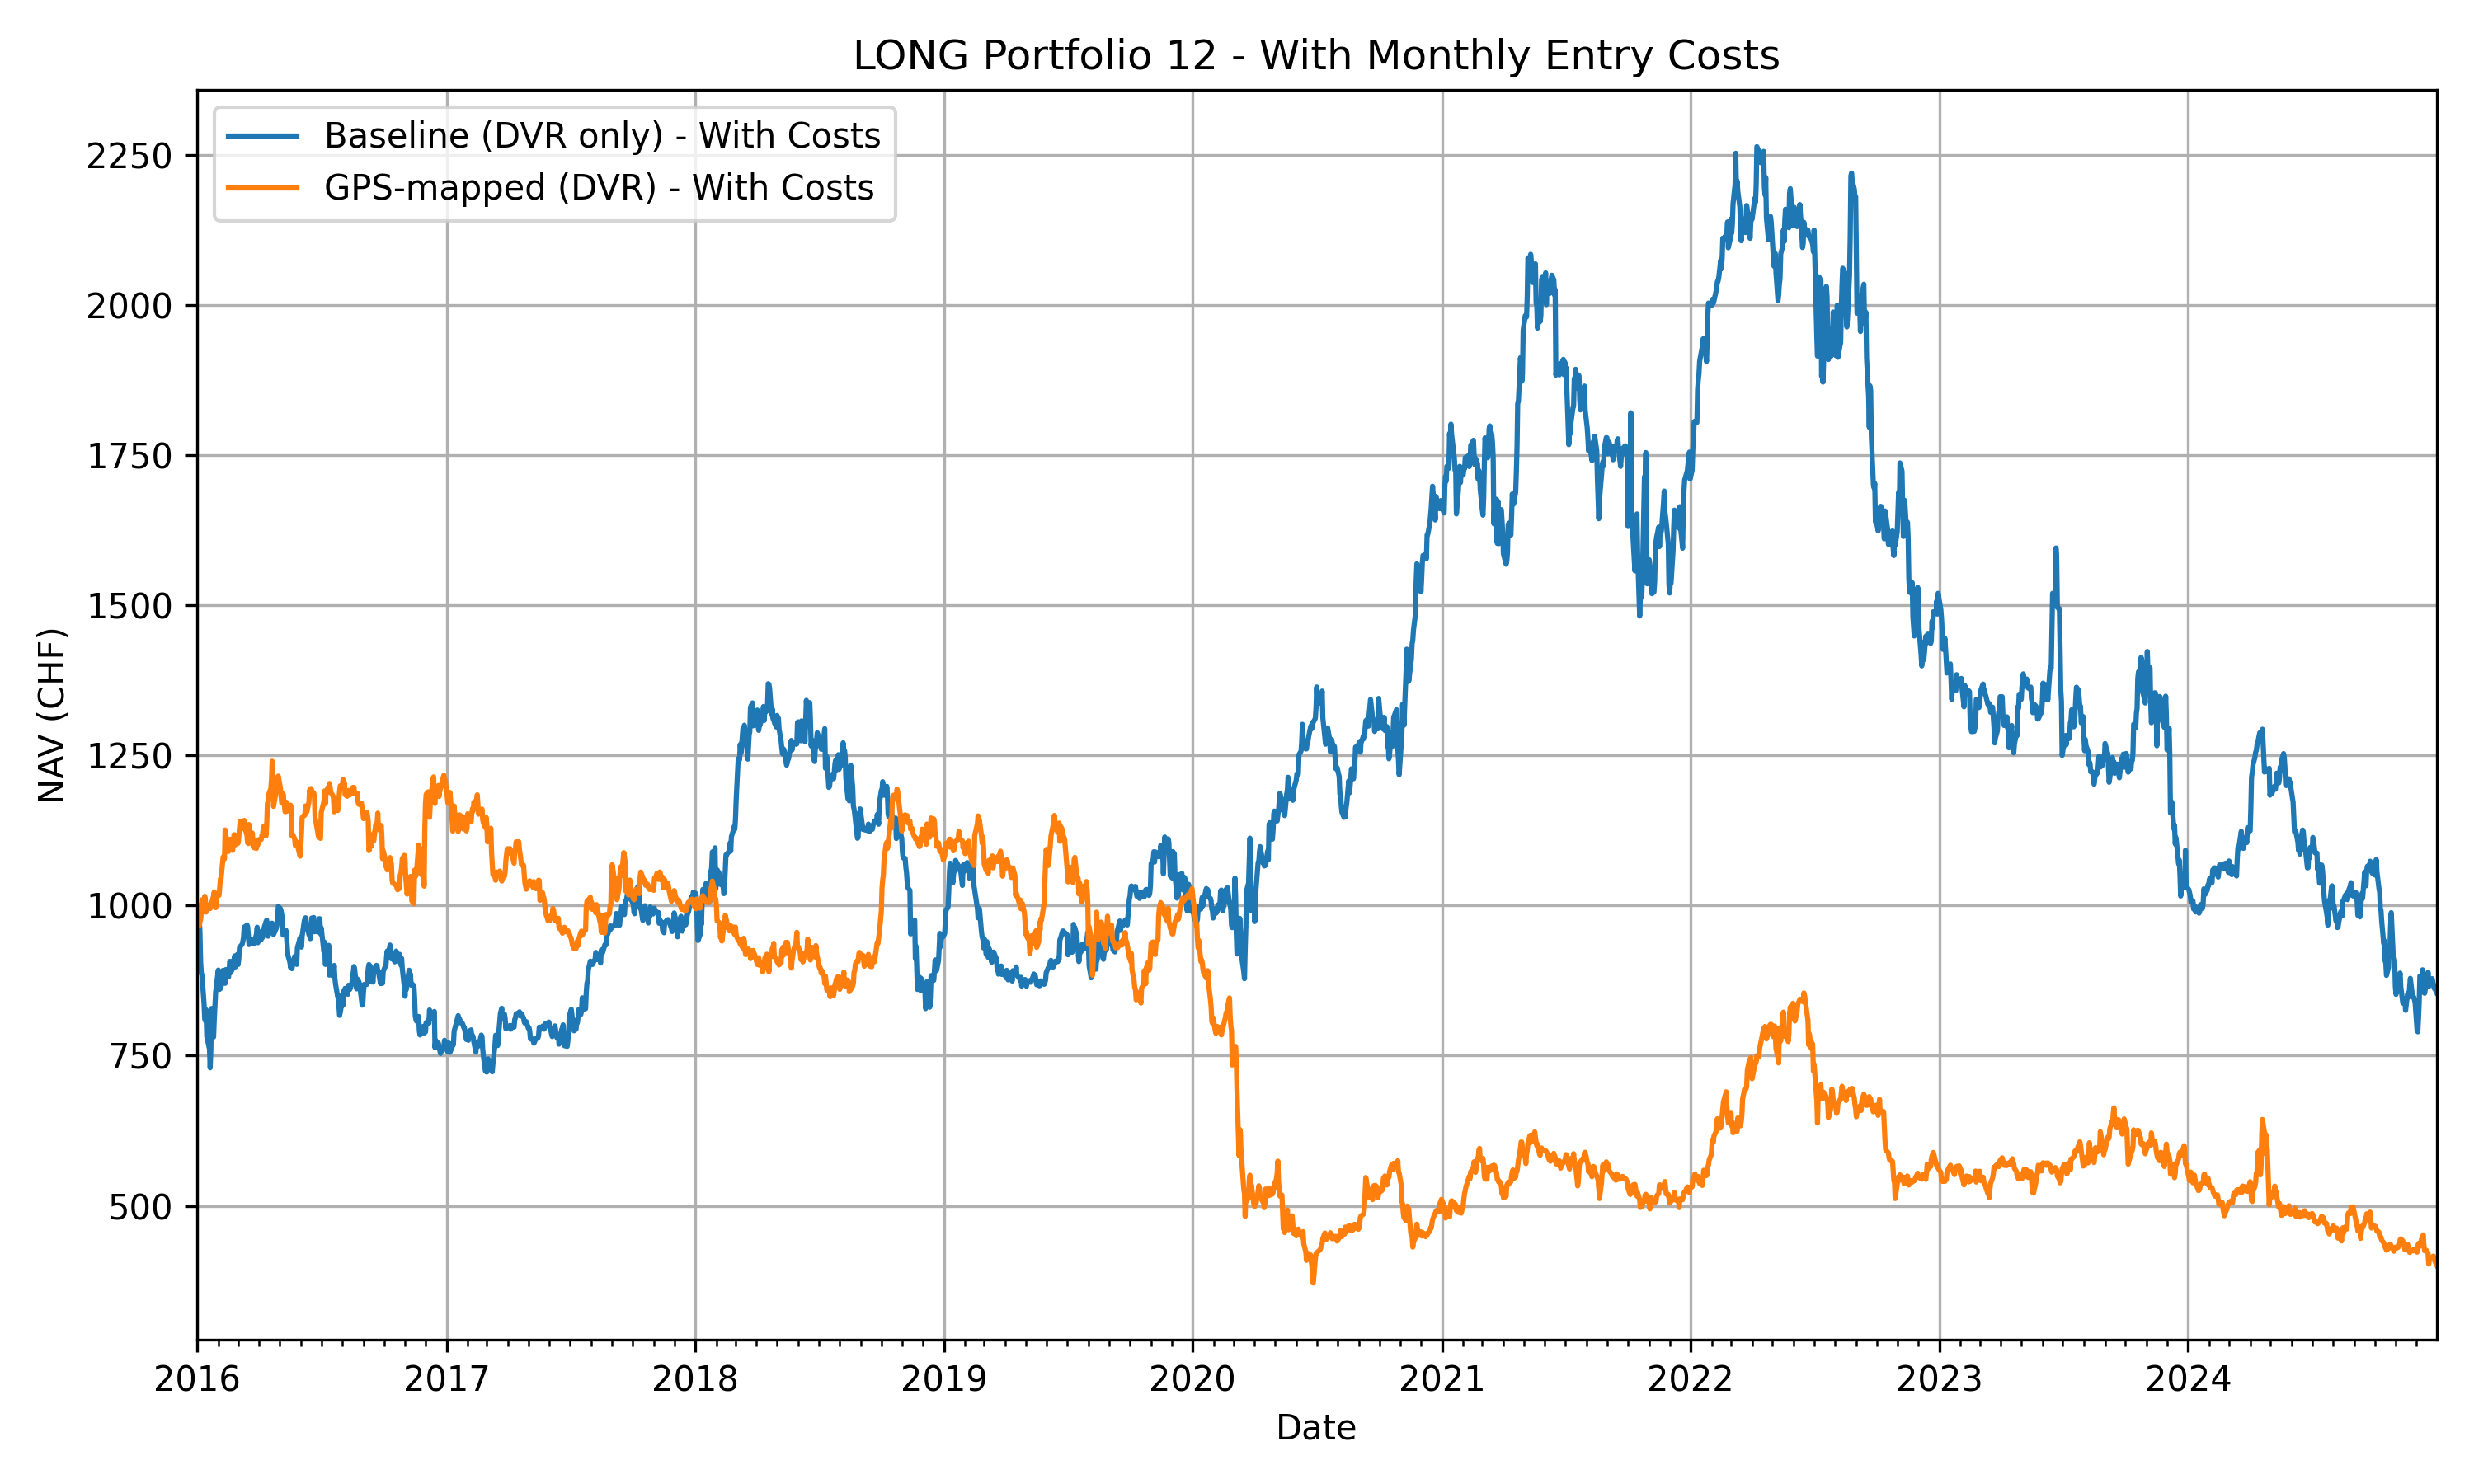 LONG Portfolio 12 - With Monthly Entry Costs
Baseline (DVR only) - With Costs
GPS-mapped (DVR) - With Costs
2250
2000
1750
1500
1250
1000
750
500
NAV (CHF)
2016 2017 2018 2019 2020 2021 2022 2023 2024
Date